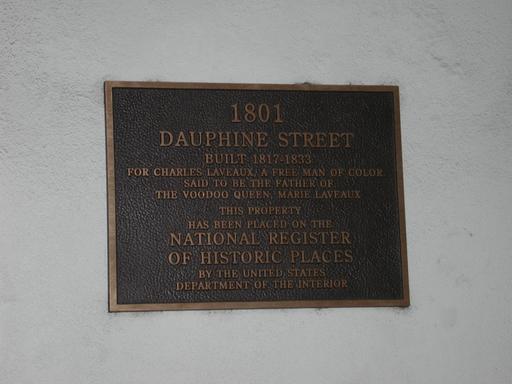 1801
DAUPHINE STREET
BUILT 1817-1833
FOR CHARLES LAVEAUX, A FREE MAN OF COLOR
SAID TO BE THE FATHER OF
THE VOODOO QUEEN, MARIE LAVEAUX
THIS PROPERTY
HAS BEEN PLACED ON THE
NATIONAL REGISTER
OF HISTORIC PLACES
BY THE UNITED STATES
DEPARTMENT OF THE INTERIOR